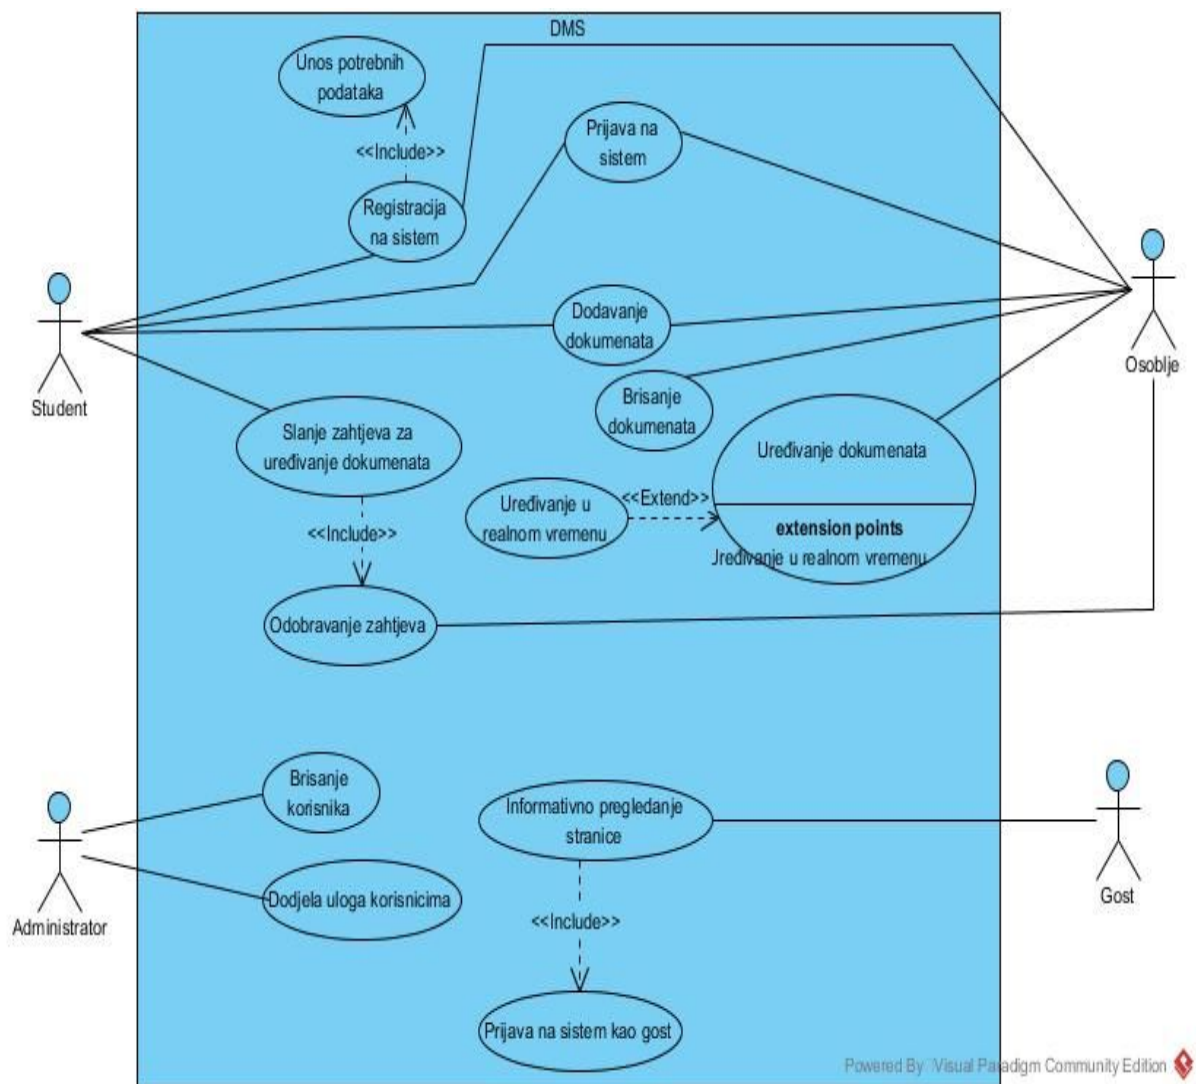 DMS
Unos potrebnih
podataka
<<Include>>
Prijava na
sistem
Registracija
na sistem
Student
Osoblje
Dodavanje
dokumenata
Brisanje
dokumenata
Slanje zahtjeva za
uređivanje dokumenata
Uređivanje dokumenata
<<Extend>>
Uređivanje u
realnom vremenu
extension points
Jređivanje u realnom vremenu
<<Include>>
Odobravanje zahtjeva
Brisanje
korisnika
Informativno pregledanje
stranice
Dodjela uloga korisnicima
Administrator
Gost
<<Include>>
Prijava na sistem kao gost
Powered By Visual Paradigm Community Edition